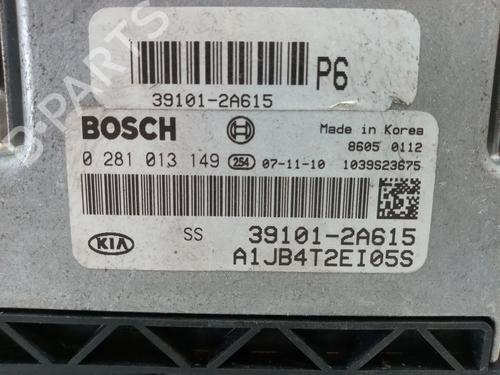 P6
39101-2A615
BOSCH Made in Korea
8605 0112
0 281 013 149 254 07-11-10 1039S23675
KIA SS 39101-2A615
A1JB4T2EI05S
B-PARTS